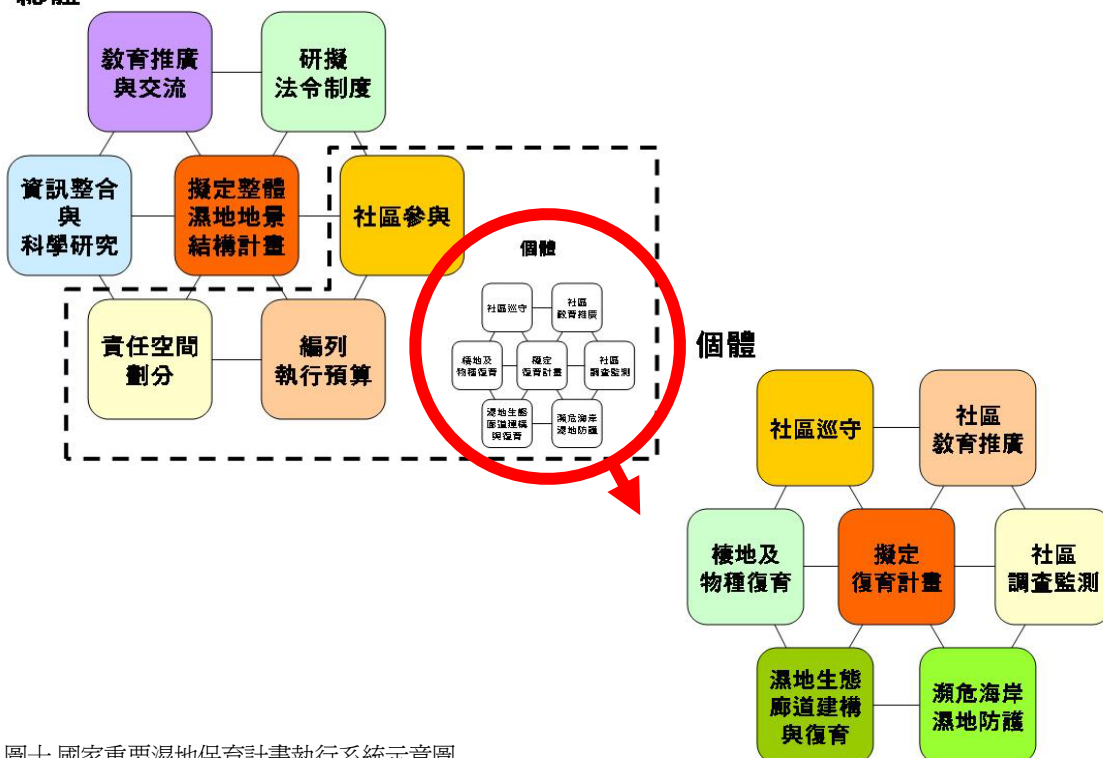 教育推廣
與交流
研擬
法令制度
資訊整合
與
科學研究
擬定整體
濕地地景
結構計畫
社區參與
責任空間
劃分
編列
執行預算
個體
社區巡守
社區
教育推廣
棲地及
物種復育
擬定
復育計畫
社區
調查監測
濕地生態
廊道建構
與復育
瀕危海岸
濕地防護
個體
社區巡守
社區
教育推廣
棲地及
物種復育
擬定
復育計畫
社區
調查監測
濕地生態
廊道建構
與復育
瀕危海岸
濕地防護
圖十 國家重要濕地保育計畫執行系統示意圖